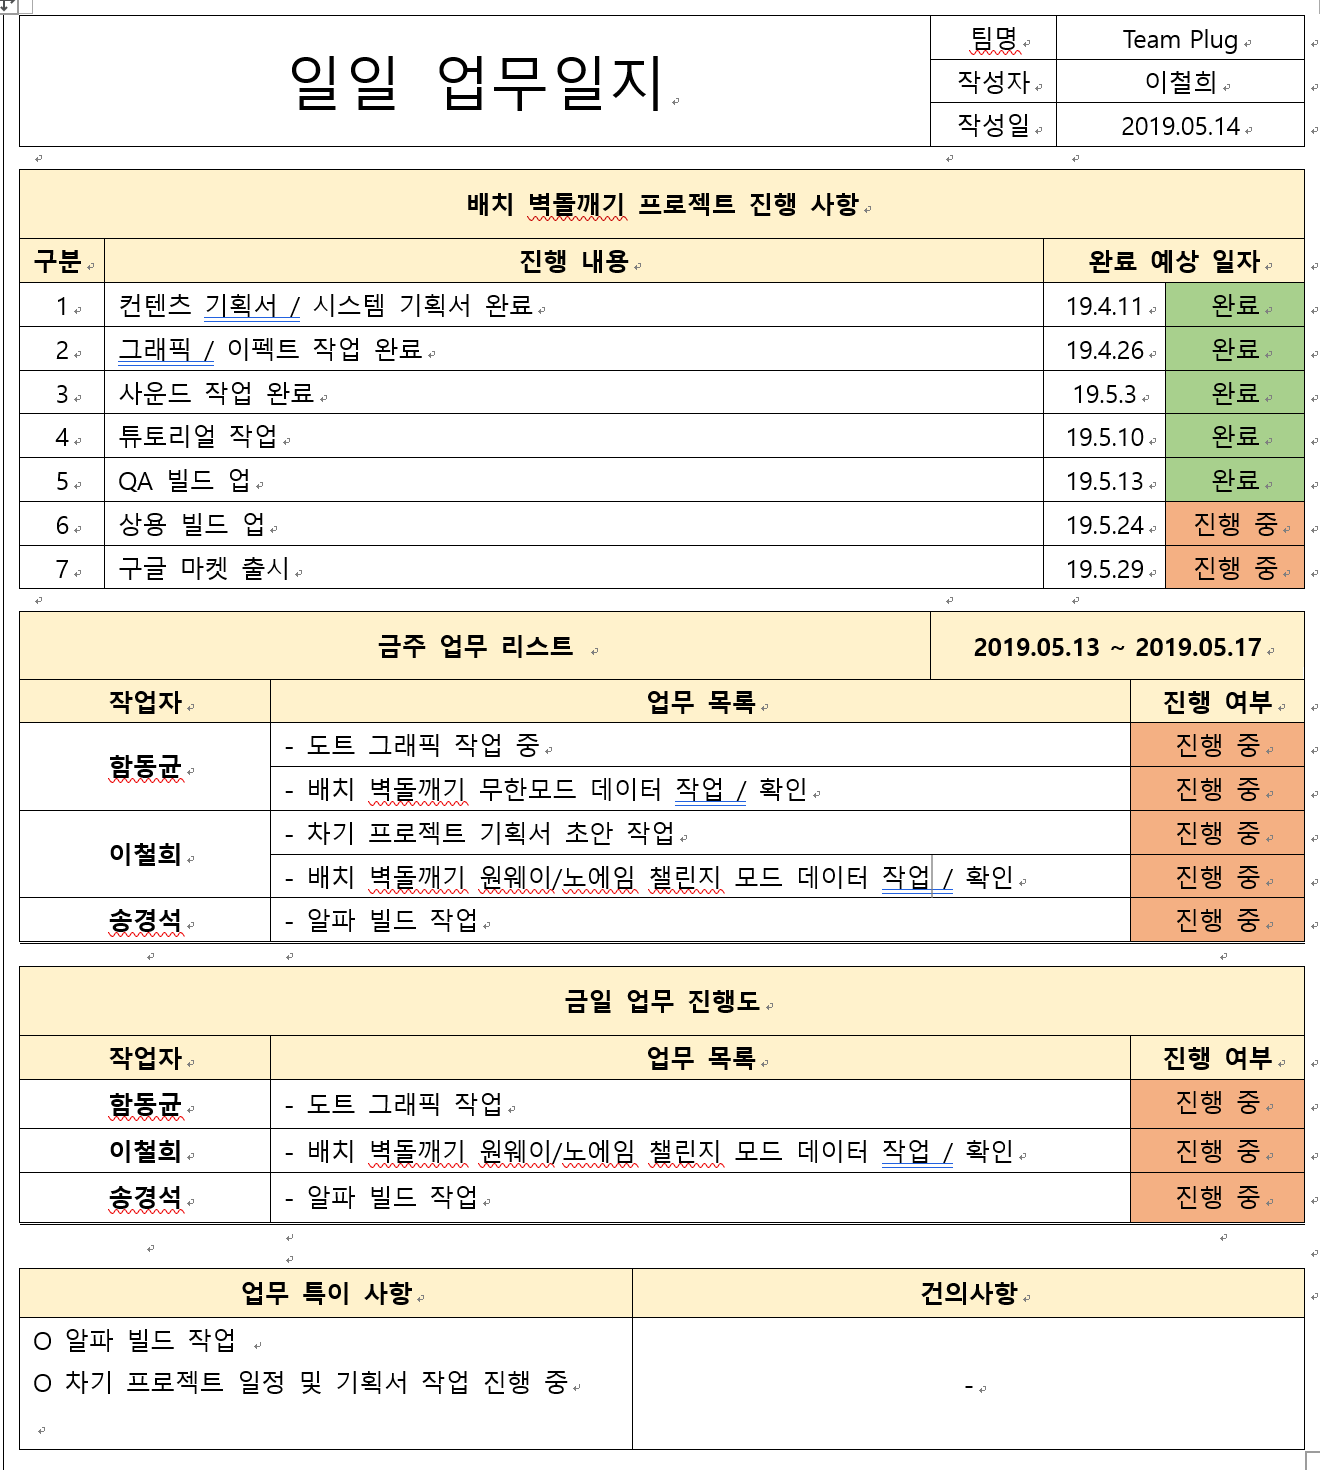 일일 업무일지
팀명 Team Plug
작성자 이철희
작성일 2019.05.14
배치 벽돌깨기 프로젝트 진행 사항
구분 진행 내용 완료 예상 일자
1 컨텐츠 기획서 / 시스템 기획서 완료 19.4.11 완료
2 그래픽 / 이펙트 작업 완료 19.4.26 완료
3 사운드 작업 완료 19.5.3 완료
4 튜토리얼 작업 19.5.10 완료
5 QA 빌드 업 19.5.13 완료
6 상용 빌드 업 19.5.24 진행 중
7 구글 마켓 출시 19.5.29 진행 중
금주 업무 리스트 2019.05.13 ~ 2019.05.17
작업자 업무 목록 진행 여부
함동균 - 도트 그래픽 작업 중 진행 중
- 배치 벽돌깨기 무한모드 데이터 작업 / 확인 진행 중
이철희 - 차기 프로젝트 기획서 초안 작업 진행 중
- 배치 벽돌깨기 원웨이/노에임 챌린지 모드 데이터 작업 / 확인 진행 중
송경석 - 알파 빌드 작업 진행 중
금일 업무 진행도
작업자 업무 목록 진행 여부
함동균 - 도트 그래픽 작업 진행 중
이철희 - 배치 벽돌깨기 원웨이/노에임 챌린지 모드 데이터 작업 / 확인 진행 중
송경석 - 알파 빌드 작업 진행 중
업무 특이 사항 건의사항
O 알파 빌드 작업
O 차기 프로젝트 일정 및 기획서 작업 진행 중
-